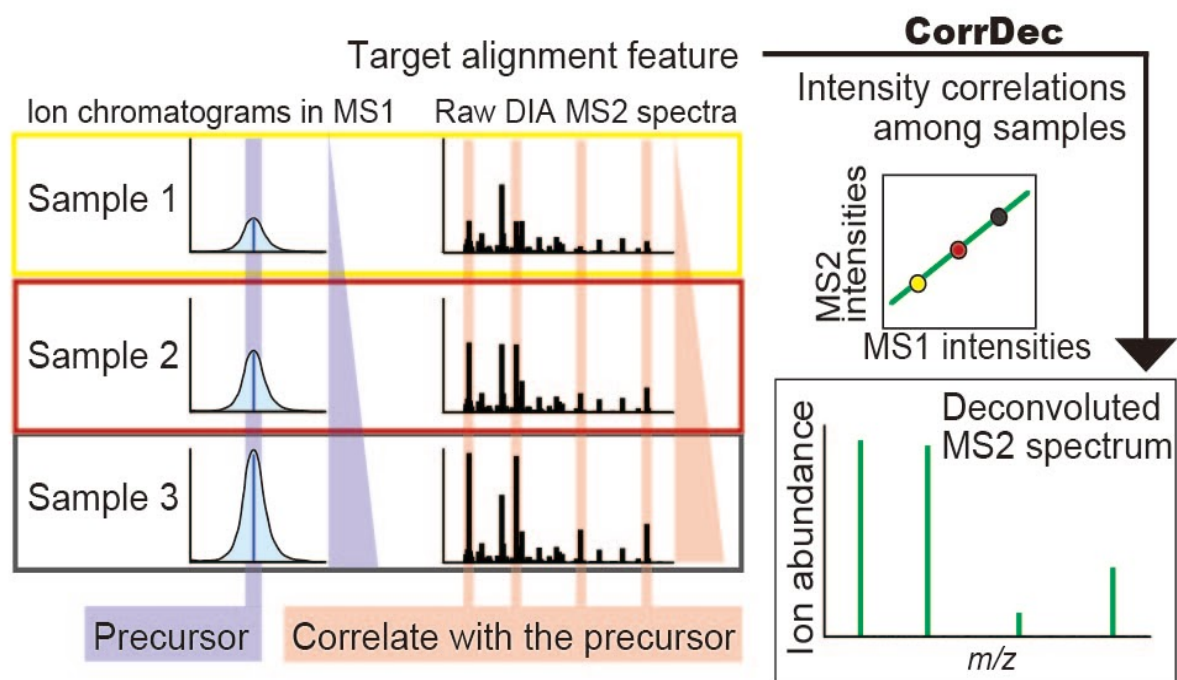 Target alignment feature
CorrDec
Ion chromatograms in MS1
Raw DIA MS2 spectra
Intensity correlations
among samples
Sample 1
Sample 2
Sample 3
MS2
intensities
MS1 intensities
Precursor
Correlate with the precursor
Deconvoluted
MS2 spectrum
Ion abundance
m/z